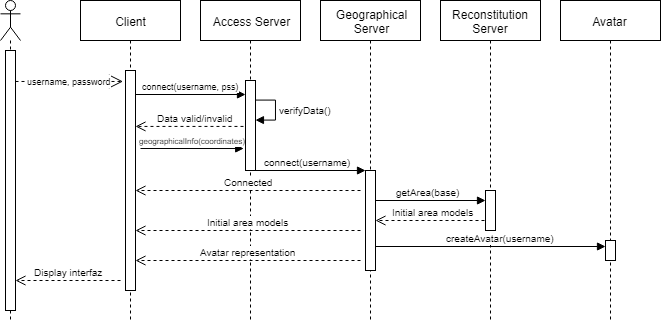 Client
Access Server
Geographical
Server
Reconstitution
Server
Avatar
username, password
connect(username, pss)
verifyData()
Data valid/invalid
geographicalInfo(coordinates)
connect(username)
Connected
getArea(base)
Initial area models
Initial area models
createAvatar(username)
Avatar representation
Display interfaz